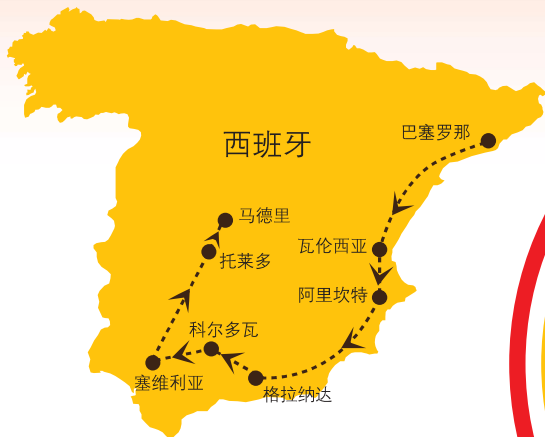 西班牙
巴塞罗那
马德里
瓦伦西亚
托莱多
阿里坎特
科尔多瓦
塞维利亚
格拉纳达